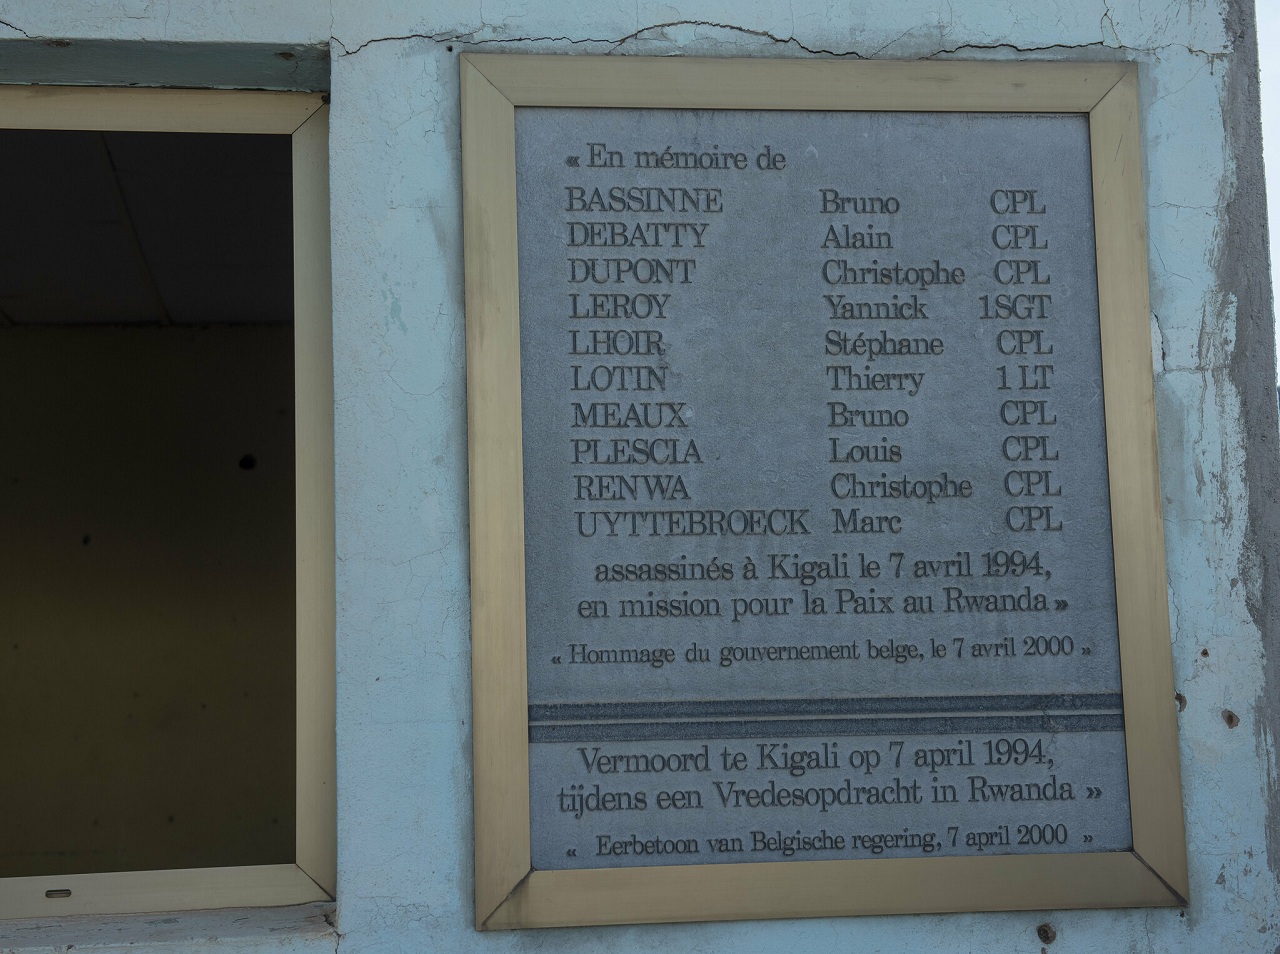 « En mémoire de
BASSINNE Bruno CPL
DEBATTY Alain CPL
DUPONT Christophe CPL
LEROY Yannick 1SGT
LHOIR Stéphane CPL
LOTIN Thierry 1 LT
MEAUX Bruno CPL
PLESCIA Louis CPL
RENWA Christophe CPL
UYTTEBROECK Marc CPL
assassinés à Kigali le 7 avril 1994,
en mission pour la Paix au Rwanda »
« Hommage du gouvernement belge, le 7 avril 2000 »
Vermoord te Kigali op 7 april 1994,
tijdens een Vredesopdracht in Rwanda »
« Eerbetoon van Belgische regering, 7 april 2000 »